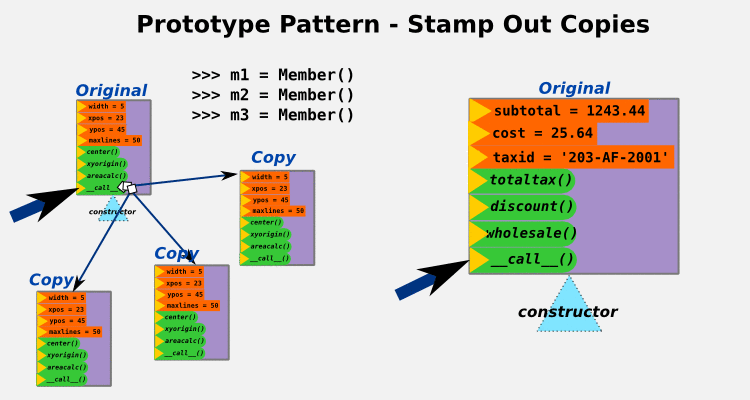 Prototype Pattern - Stamp Out Copies
>>> m1 = Member()
>>> m2 = Member()
>>> m3 = Member()
Original
width = 5
xpos = 23
ypos = 45
maxlines = 50
center()
xyorigin()
areacalc()
__call__
constructor
Copy
width = 5
xpos = 23
ypos = 45
maxlines = 50
center()
xyorigin()
areacalc()
__call__()
Copy
width = 5
xpos = 23
ypos = 45
maxlines = 50
center()
xyorigin()
areacalc()
__call__()
Copy
width = 5
xpos = 23
ypos = 45
maxlines = 50
center()
xyorigin()
areacalc()
__call__()
Original
subtotal = 1243.44
cost = 25.64
taxid = '203-AF-2001'
totaltax()
discount()
wholesale()
__call__()
constructor